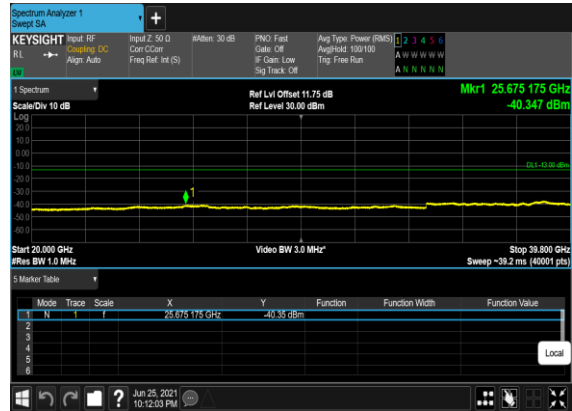 Spectrum Analyzer 1
Swept SA
KEYSIGHT Input: RF Input Z: 50 Ω #Atten: 30 dB PNO: Fast Avg Type: Power (RMS) 1 2 3 4 5 6
RL Coupling: DC Corr CCorr Gate: Off Avg|Hold: 100/100 A W W W W W
Align: Auto Freq Ref: Int (S) IF Gain: Low Trig: Free Run
Sig Track: Off A N N N N N
1 Spectrum Ref Lvl Offset 11.75 dB Mkr1 25.675 175 GHz
Scale/Div 10 dB Ref Level 30.00 dBm -40.347 dBm
Log
20.0
10.0
0.00
-10.0
DL1 -13.00 dBm
-20.0
-30.0
1
-40.0
-50.0
-60.0
Start 20.000 GHz Video BW 3.0 MHz* Stop 39.800 GHz
#Res BW 1.0 MHz Sweep ~39.2 ms (40001 pts)
5 Marker Table
Mode Trace Scale X Y Function Function Width Function Value
1 N 1 f 25.675 175 GHz -40.35 dBm
2
3
4
5
6
Local
? Jun 25, 2021
10:12:03 PM